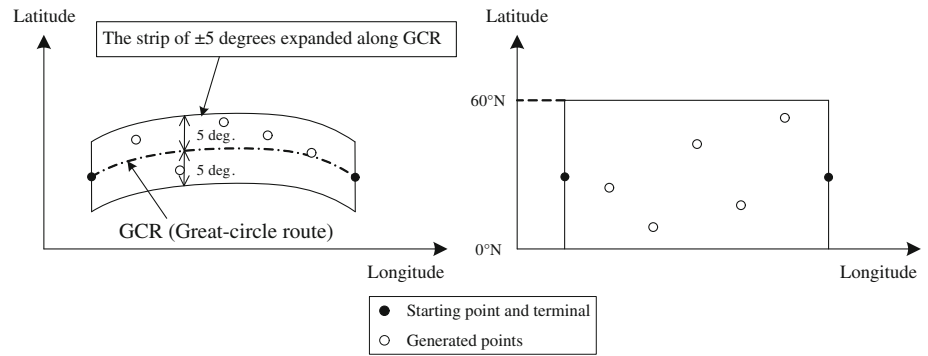 Latitude
The strip of ±5 degrees expanded along GCR
5 deg.
5 deg.
GCR (Great-circle route)
Longitude
Latitude
60°N
0°N
Longitude
Starting point and terminal
Generated points